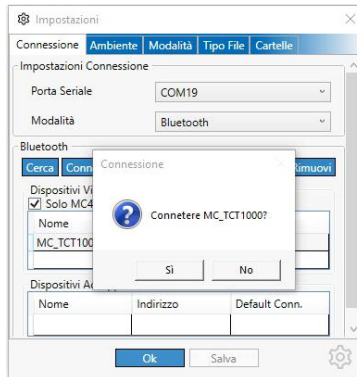 Impostazioni
Connessione Ambiente Modalità Tipo File Cartelle
Impostazioni Connessione
Porta Seriale COM19
Modalità Bluetooth
Bluetooth
Cerca Conn Rimuovi
Connessione
Connetere MC_TCT1000?
Sì No
Dispositivi Vi
Solo MC4
Nome
MC_TCT100
Dispositivi Ac
Nome Indirizzo Default Conn.
Ok Salva